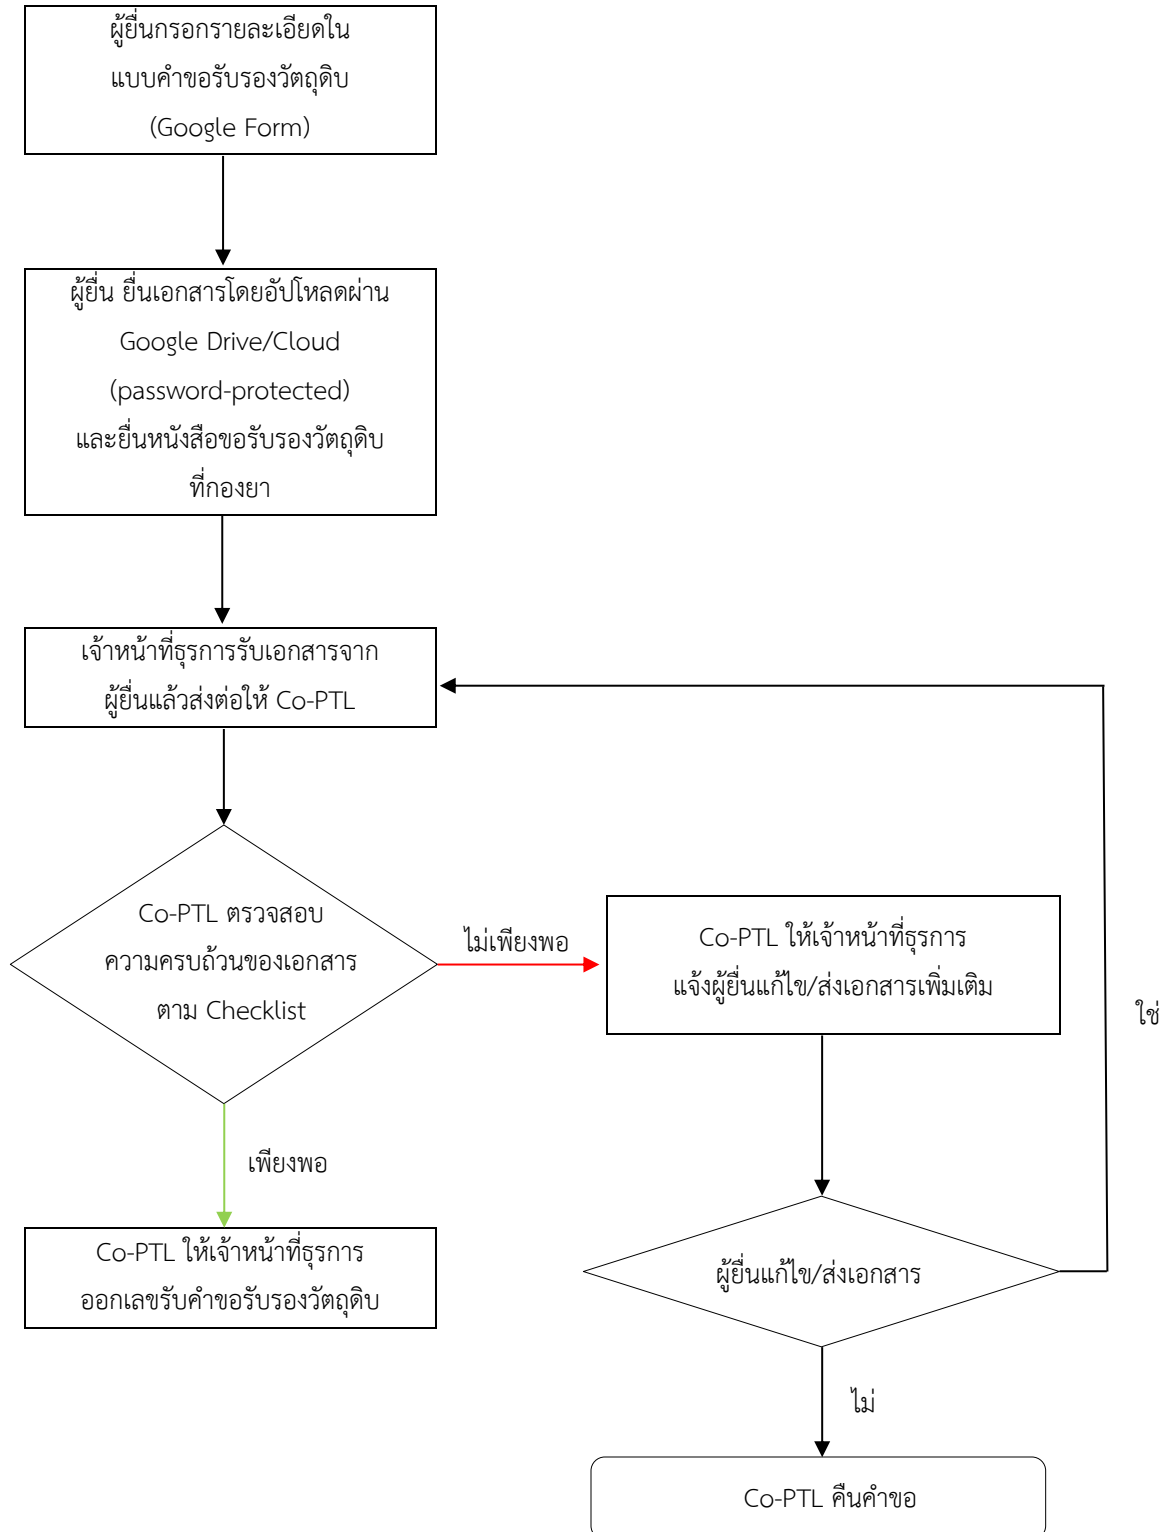 ผู้ยื่นกรอกรายละเอียดใน
แบบคำขอรับรองวัตถุดิบ
(Google Form)
ผู้ยื่น ยื่นเอกสารโดยอัปโหลดผ่าน
Google Drive/Cloud
(password-protected)
และยื่นหนังสือขอรับรองวัตถุดิบ
ที่กองยา
เจ้าหน้าที่ธุรการรับเอกสารจาก
ผู้ยื่นแล้วส่งต่อให้ Co-PTL
Co-PTL ตรวจสอบ
ความครบถ้วนของเอกสาร
ตาม Checklist
ไม่เพียงพอ
Co-PTL ให้เจ้าหน้าที่ธุรการ
แจ้งผู้ยื่นแก้ไข/ส่งเอกสารเพิ่มเติม
ใช่
เพียงพอ
Co-PTL ให้เจ้าหน้าที่ธุรการ
ออกเลขรับคำขอรับรองวัตถุดิบ
ผู้ยื่นแก้ไข/ส่งเอกสาร
ไม่
Co-PTL คืนคำขอ